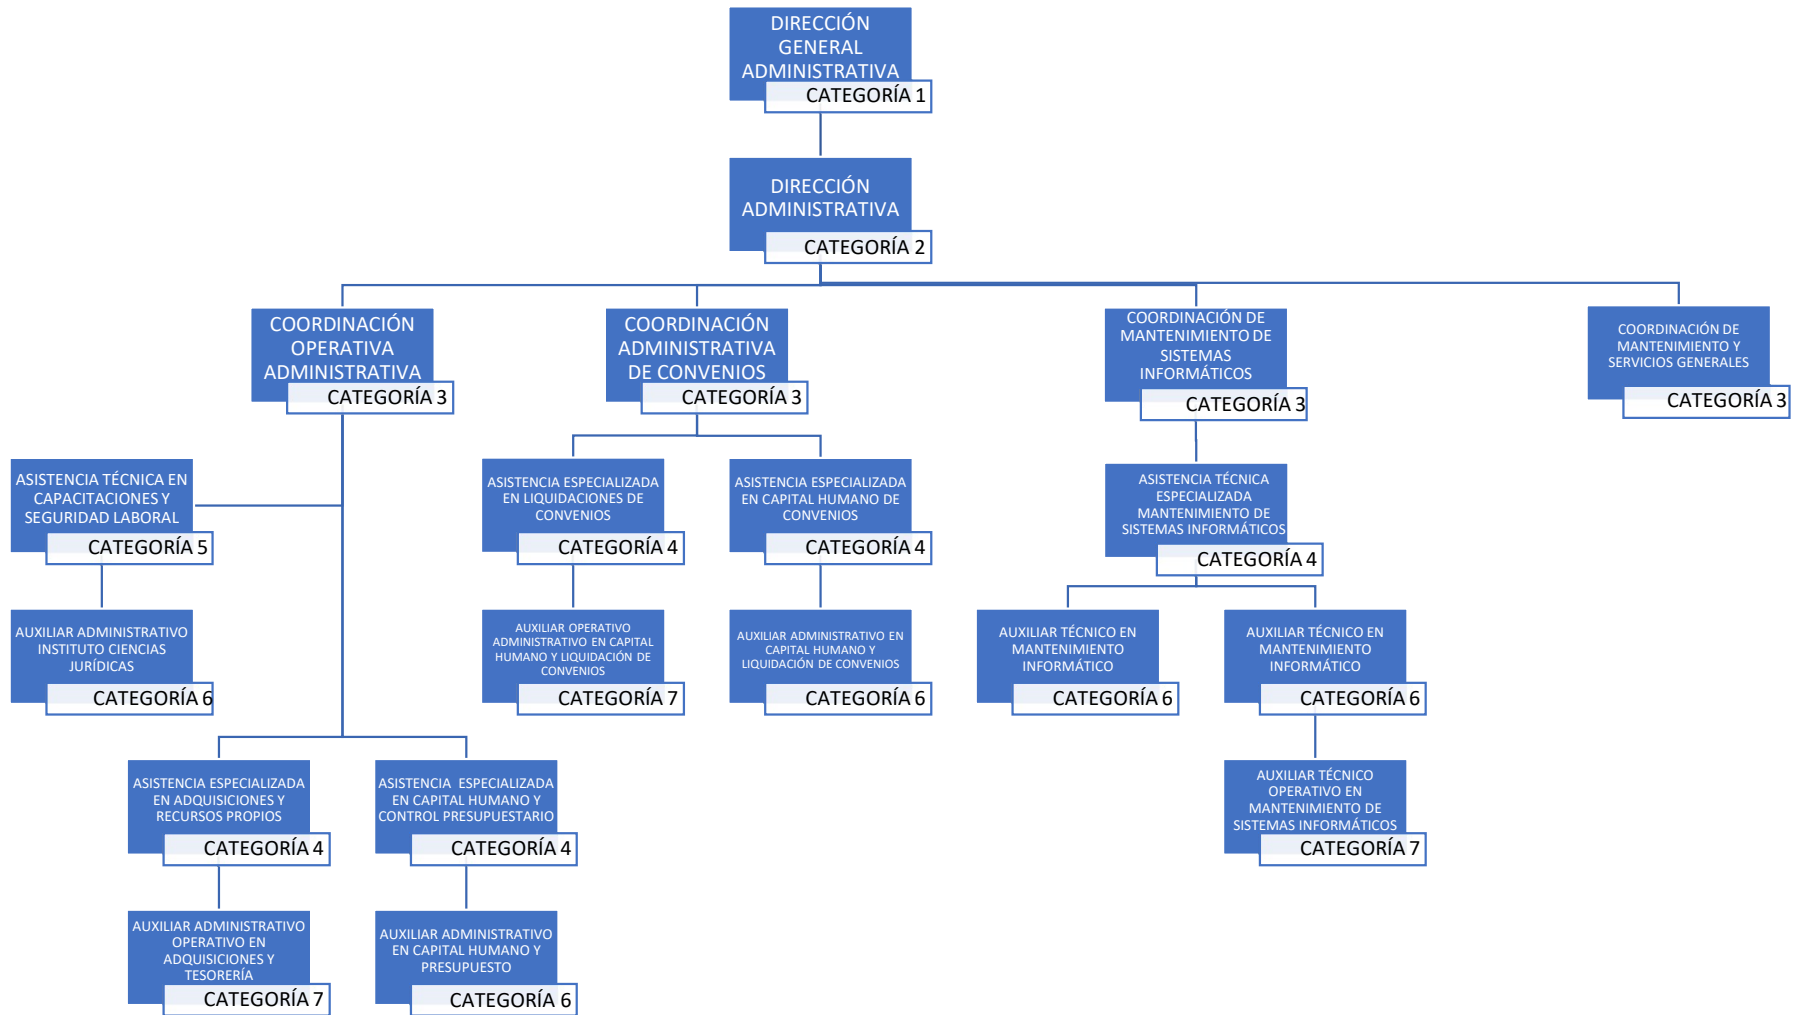 DIRECCIÓN
GENERAL
ADMINISTRATIVA
CATEGORÍA 1
DIRECCIÓN
ADMINISTRATIVA
CATEGORÍA 2
COORDINACIÓN
OPERATIVA
ADMINISTRATIVA
CATEGORÍA 3
COORDINACIÓN
ADMINISTRATIVA
DE CONVENIOS
CATEGORÍA 3
COORDINACIÓN DE
MANTENIMIENTO DE
SISTEMAS
INFORMÁTICOS
CATEGORÍA 3
COORDINACIÓN DE
MANTENIMIENTO Y
SERVICIOS GENERALES
CATEGORÍA 3
ASISTENCIA TÉCNICA EN
CAPACITACIONES Y
SEGURIDAD LABORAL
CATEGORÍA 5
ASISTENCIA ESPECIALIZADA
EN LIQUIDACIONES DE
CONVENIOS
CATEGORÍA 4
ASISTENCIA ESPECIALIZADA
EN CAPITAL HUMANO DE
CONVENIOS
CATEGORÍA 4
ASISTENCIA TÉCNICA
ESPECIALIZADA
MANTENIMIENTO DE
SISTEMAS INFORMÁTICOS
CATEGORÍA 4
AUXILIAR ADMINISTRATIVO
INSTITUTO CIENCIAS
JURÍDICAS
CATEGORÍA 6
AUXILIAR OPERATIVO
ADMINISTRATIVO EN CAPITAL
HUMANO Y LIQUIDACIÓN DE
CONVENIOS
CATEGORÍA 7
AUXILIAR ADMINISTRATIVO EN
CAPITAL HUMANO Y
LIQUIDACIÓN DE CONVENIOS
CATEGORÍA 6
AUXILIAR TÉCNICO EN
MANTENIMIENTO
INFORMÁTICO
CATEGORÍA 6
AUXILIAR TÉCNICO EN
MANTENIMIENTO
INFORMÁTICO
CATEGORÍA 6
ASISTENCIA ESPECIALIZADA
EN ADQUISICIONES Y
RECURSOS PROPIOS
CATEGORÍA 4
ASISTENCIA ESPECIALIZADA
EN CAPITAL HUMANO Y
CONTROL PRESUPUESTARIO
CATEGORÍA 4
AUXILIAR TÉCNICO
OPERATIVO EN
MANTENIMIENTO DE
SISTEMAS INFORMÁTICOS
CATEGORÍA 7
AUXILIAR ADMINISTRATIVO
OPERATIVO EN
ADQUISICIONES Y
TESORERÍA
CATEGORÍA 7
AUXILIAR ADMINISTRATIVO
EN CAPITAL HUMANO Y
PRESUPUESTO
CATEGORÍA 6